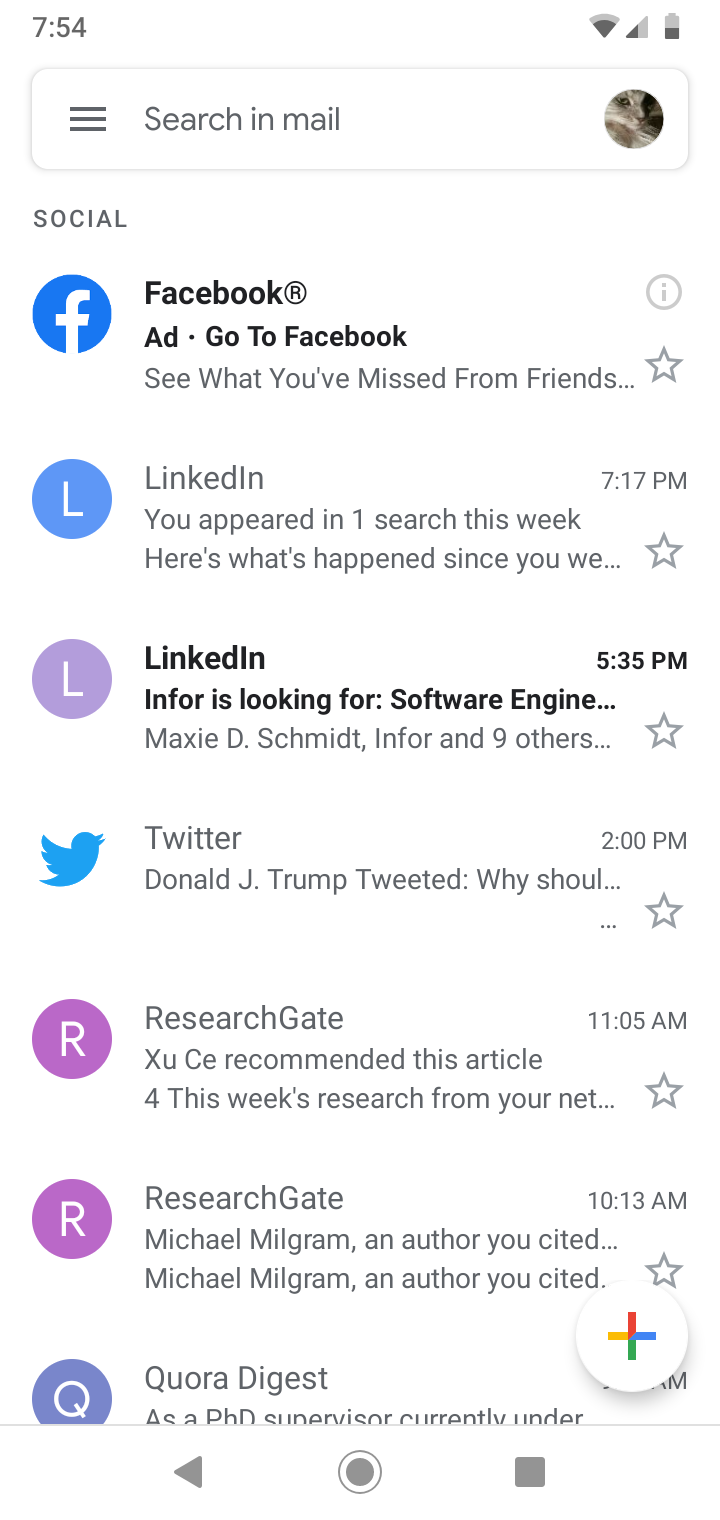 7:54
Search in mail
SOCIAL
Facebook®
Ad · Go To Facebook
See What You've Missed From Friends…
L
LinkedIn
7:17 PM
You appeared in 1 search this week
Here's what's happened since you we…
L
LinkedIn
5:35 PM
Infor is looking for: Software Engine…
Maxie D. Schmidt, Infor and 9 others…
Twitter
2:00 PM
Donald J. Trump Tweeted: Why shoul…
…
R
ResearchGate
11:05 AM
Xu Ce recommended this article
4 This week's research from your net…
R
ResearchGate
10:13 AM
Michael Milgram, an author you cited…
Michael Milgram, an author you cited.
Q
Quora Digest
AM
As a PhD supervisor currently under